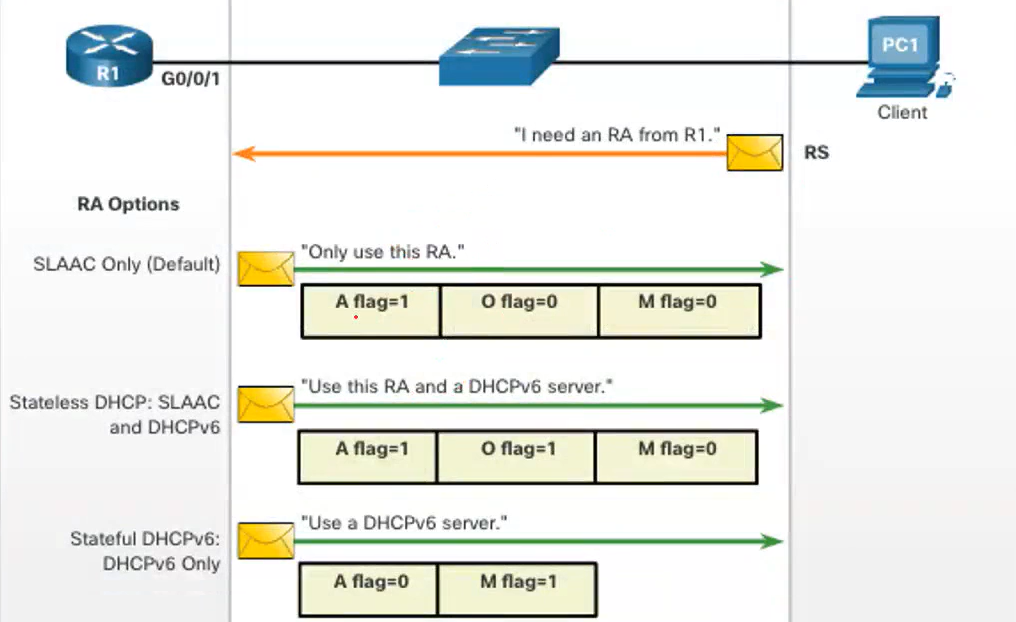 R1
G0/0/1
PC1
Client
"I need an RA from R1."
RS
RA Options
SLAAC Only (Default)
"Only use this RA."
A flag=1
O flag=0
M flag=0
Stateless DHCP: SLAAC
and DHCPv6
"Use this RA and a DHCPv6 server."
A flag=1
O flag=1
M flag=0
Stateful DHCPv6:
DHCPv6 Only
"Use a DHCPv6 server."
A flag=0
M flag=1